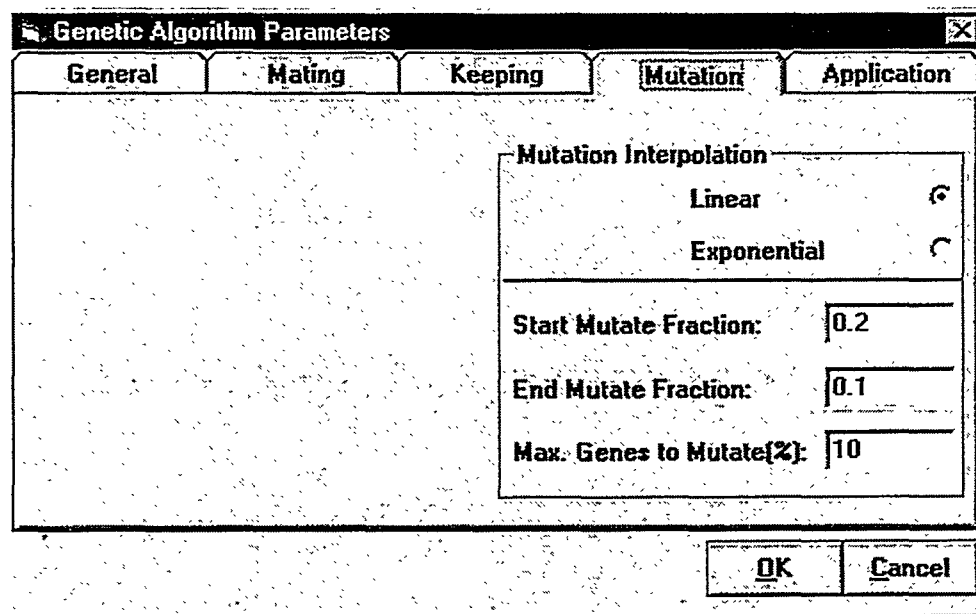 Genetic Algorithm Parameters
General Mating Keeping Mutation Application
Mutation Interpolation
Linear
Exponential
Start Mutate Fraction: 0.2
End Mutate Fraction: 0.1
Max. Genes to Mutate(%): 10
OK Cancel